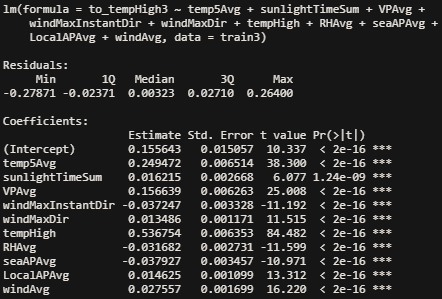 lm(formula = to_tempHigh3 ~ temp5Avg + sunlightTimeSum + VPAvg +
    windMaxInstantDir + windMaxDir + tempHigh + RHAvg + seaAPAvg +
    LocalAPAvg + windAvg, data = train3)

Residuals:
     Min       1Q   Median       3Q      Max
-0.27871 -0.02371  0.00323  0.02710  0.26400

Coefficients:
                   Estimate Std. Error t value Pr(>|t|)
(Intercept)        0.155643   0.015057  10.337  < 2e-16 ***
temp5Avg           0.249472   0.006514  38.300  < 2e-16 ***
sunlightTimeSum    0.016215   0.002668   6.077 1.24e-09 ***
VPAvg              0.156639   0.006263  25.008  < 2e-16 ***
windMaxInstantDir -0.037247   0.003328 -11.192  < 2e-16 ***
windMaxDir         0.013486   0.001171  11.515  < 2e-16 ***
tempHigh           0.536754   0.006353  84.482  < 2e-16 ***
RHAvg             -0.031682   0.002731 -11.599  < 2e-16 ***
seaAPAvg          -0.037927   0.003457 -10.971  < 2e-16 ***
LocalAPAvg         0.014625   0.001099  13.312  < 2e-16 ***
windAvg            0.027557   0.001699  16.220  < 2e-16 ***